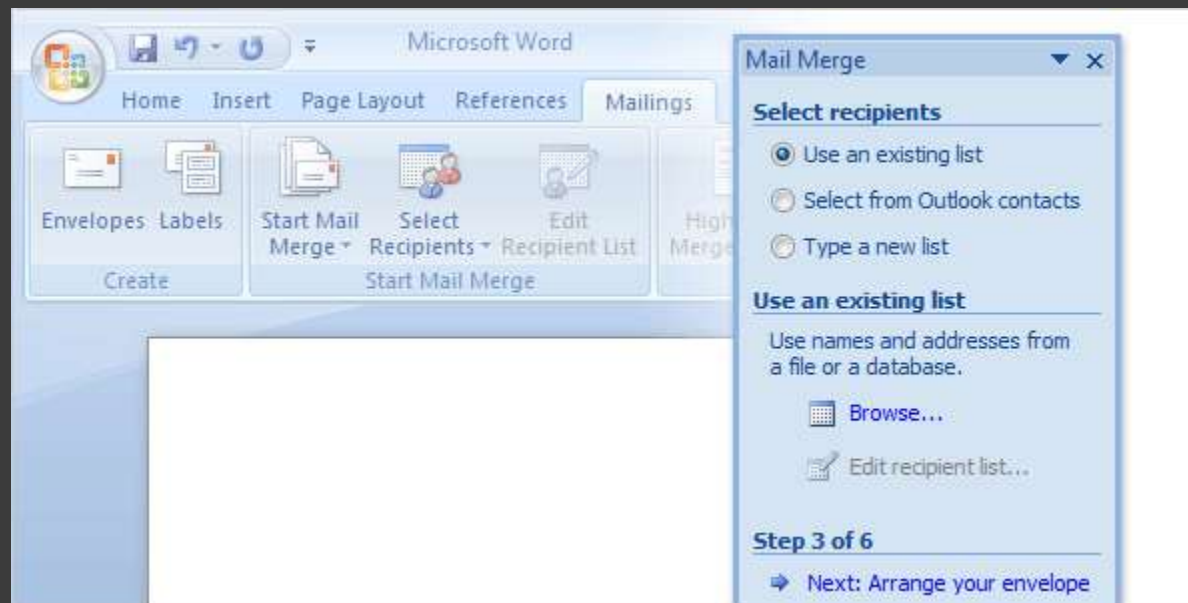 Microsoft Word
Home Insert Page Layout References Mailings
Envelopes Labels
Start Mail Merge
Select Recipients
Edit Recipient List
Create
Start Mail Merge
Mail Merge
Select recipients
Use an existing list
Select from Outlook contacts
Type a new list
Use an existing list
Use names and addresses from
a file or a database.
Browse...
Edit recipient list...
Step 3 of 6
Next: Arrange your envelope